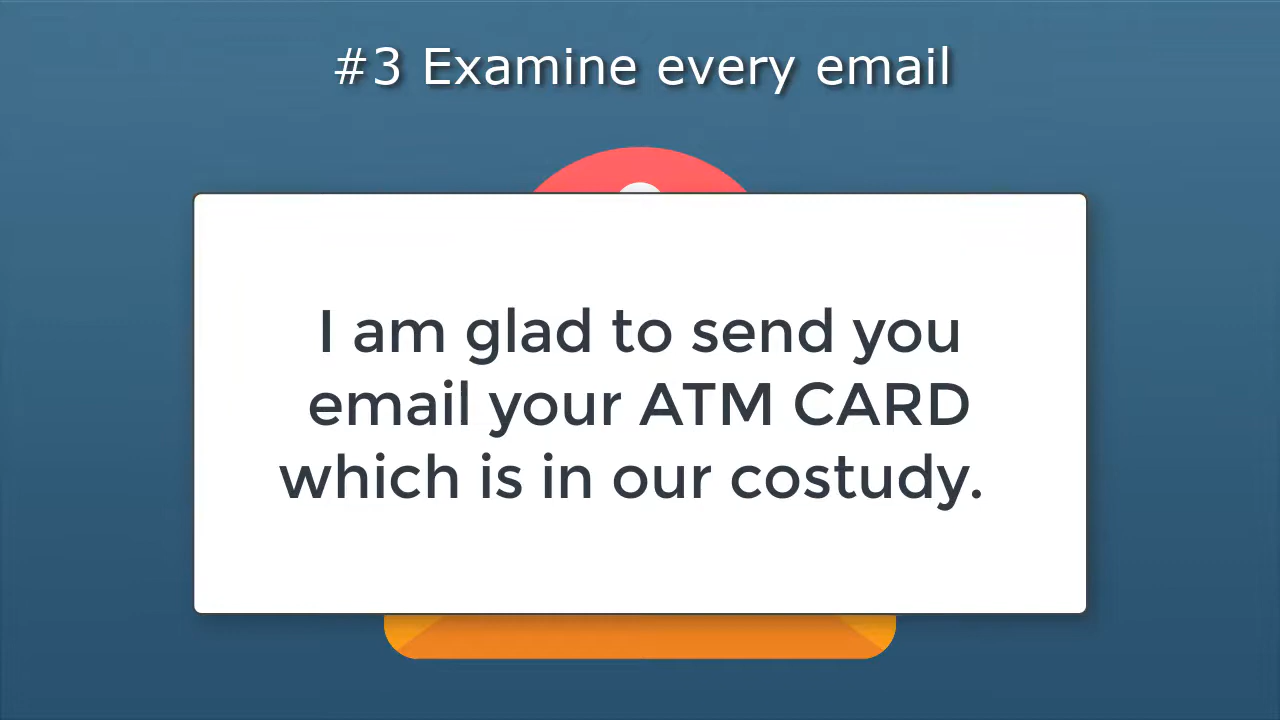 #3 Examine every email
I am glad to send you
email your ATM CARD
which is in our costudy.